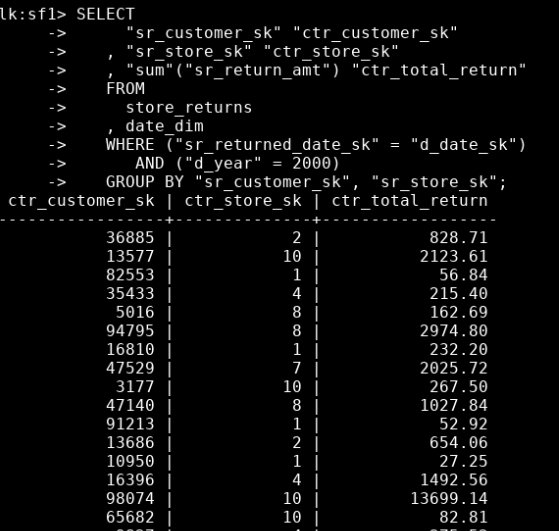 lk:sf1> SELECT
     ->      "sr_customer_sk" "ctr_customer_sk"
     ->    , "sr_store_sk" "ctr_store_sk"
     ->    , "sum"("sr_return_amt") "ctr_total_return"
     ->    FROM
     ->      store_returns
     ->    , date_dim
     ->    WHERE ("sr_returned_date_sk" = "d_date_sk")
     ->       AND ("d_year" = 2000)
     ->    GROUP BY "sr_customer_sk", "sr_store_sk";
 ctr_customer_sk | ctr_store_sk | ctr_total_return
-----------------+--------------+------------------
           36885 |            2 |           828.71
           13577 |           10 |          2123.61
           82553 |            1 |            56.84
           35433 |            4 |           215.40
            5016 |            8 |           162.69
           94795 |            8 |          2974.80
           16810 |            1 |           232.20
           47529 |            7 |          2025.72
            3177 |           10 |           267.50
           47140 |            8 |          1027.84
           91213 |            1 |            52.92
           13686 |            2 |           654.06
           10950 |            1 |            27.25
           16396 |            4 |          1492.56
           98074 |           10 |         13699.14
           65682 |           10 |            82.81